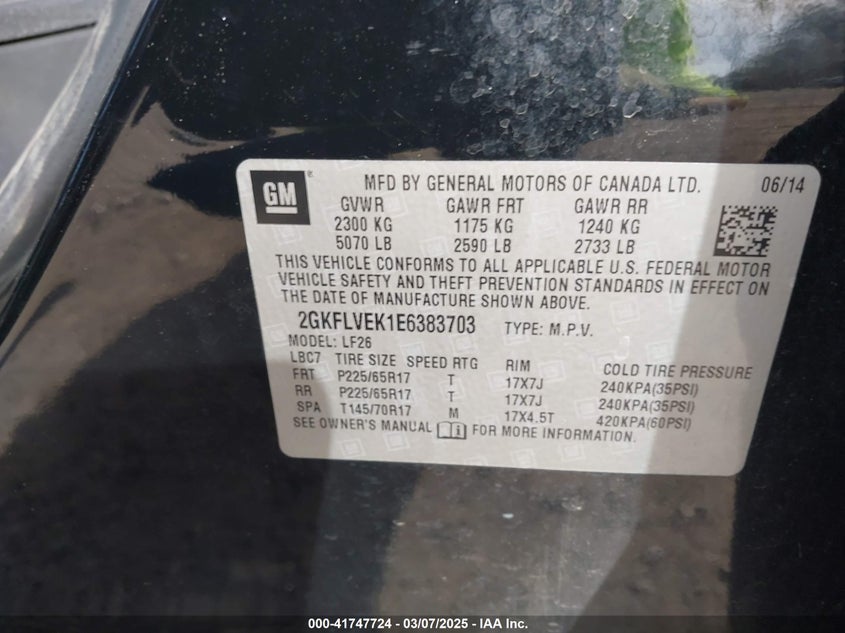 GM ® MFD BY GENERAL MOTORS OF CANADA LTD. 06/14
GVWR GAWR FRT GAWR RR
2300 KG 1175 KG 1240 KG
5070 LB 2590 LB 2733 LB
THIS VEHICLE CONFORMS TO ALL APPLICABLE U.S. FEDERAL MOTOR
VEHICLE SAFETY AND THEFT PREVENTION STANDARDS IN EFFECT ON
THE DATE OF MANUFACTURE SHOWN ABOVE.
2GKFLVEK1E6383703 TYPE: M.P.V.
MODEL: LF26
LBC7 TIRE SIZE SPEED RTG RIM COLD TIRE PRESSURE
FRT P225/65R17 T 17X7J 240KPA(35PSI)
RR P225/65R17 T 17X7J 240KPA(35PSI)
SPA T145/70R17 M 17X4.5T 420KPA(60PSI)
SEE OWNER'S MANUAL i FOR MORE INFORMATION.
000-41747724 — 03/07/2025 — IAA Inc.